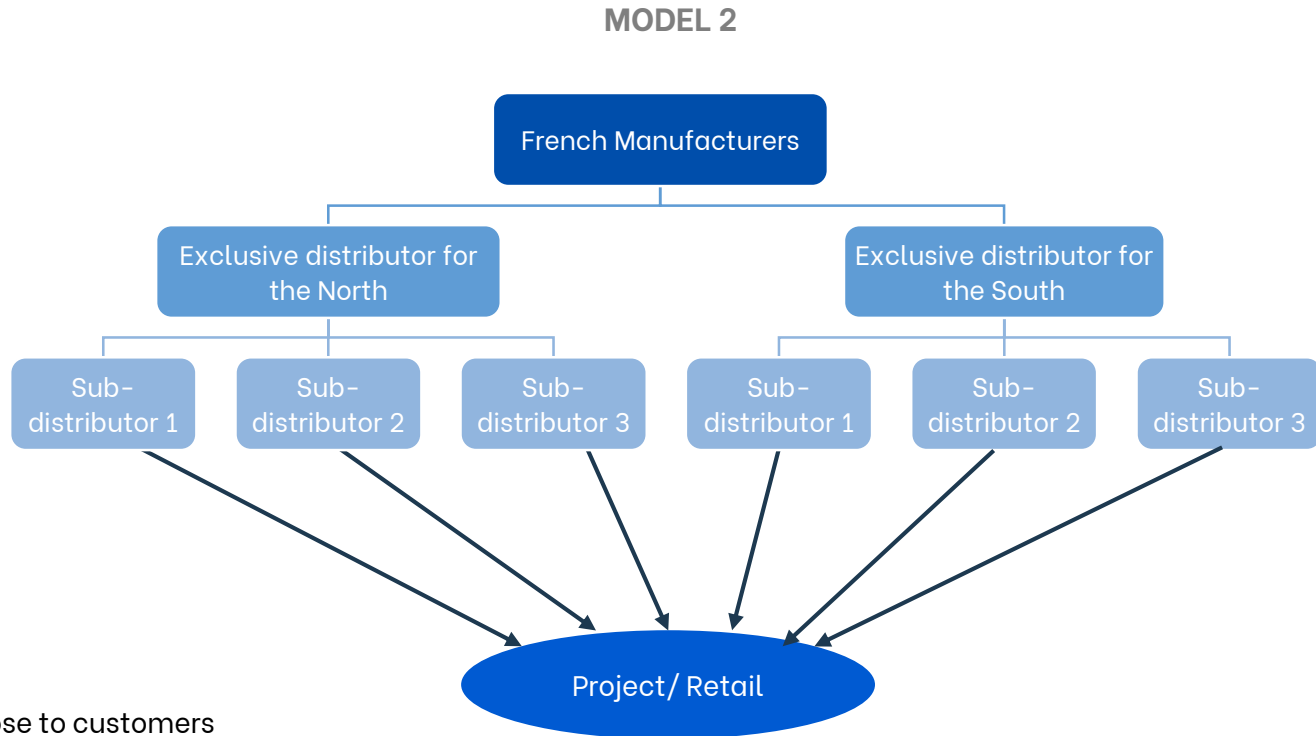 MODEL 2
French Manufacturers
Exclusive distributor for
the North
Exclusive distributor for
the South
Sub-
distributor 1
Sub-
distributor 2
Sub-
distributor 3
Sub-
distributor 1
Sub-
distributor 2
Sub-
distributor 3
Project/ Retail
to customers